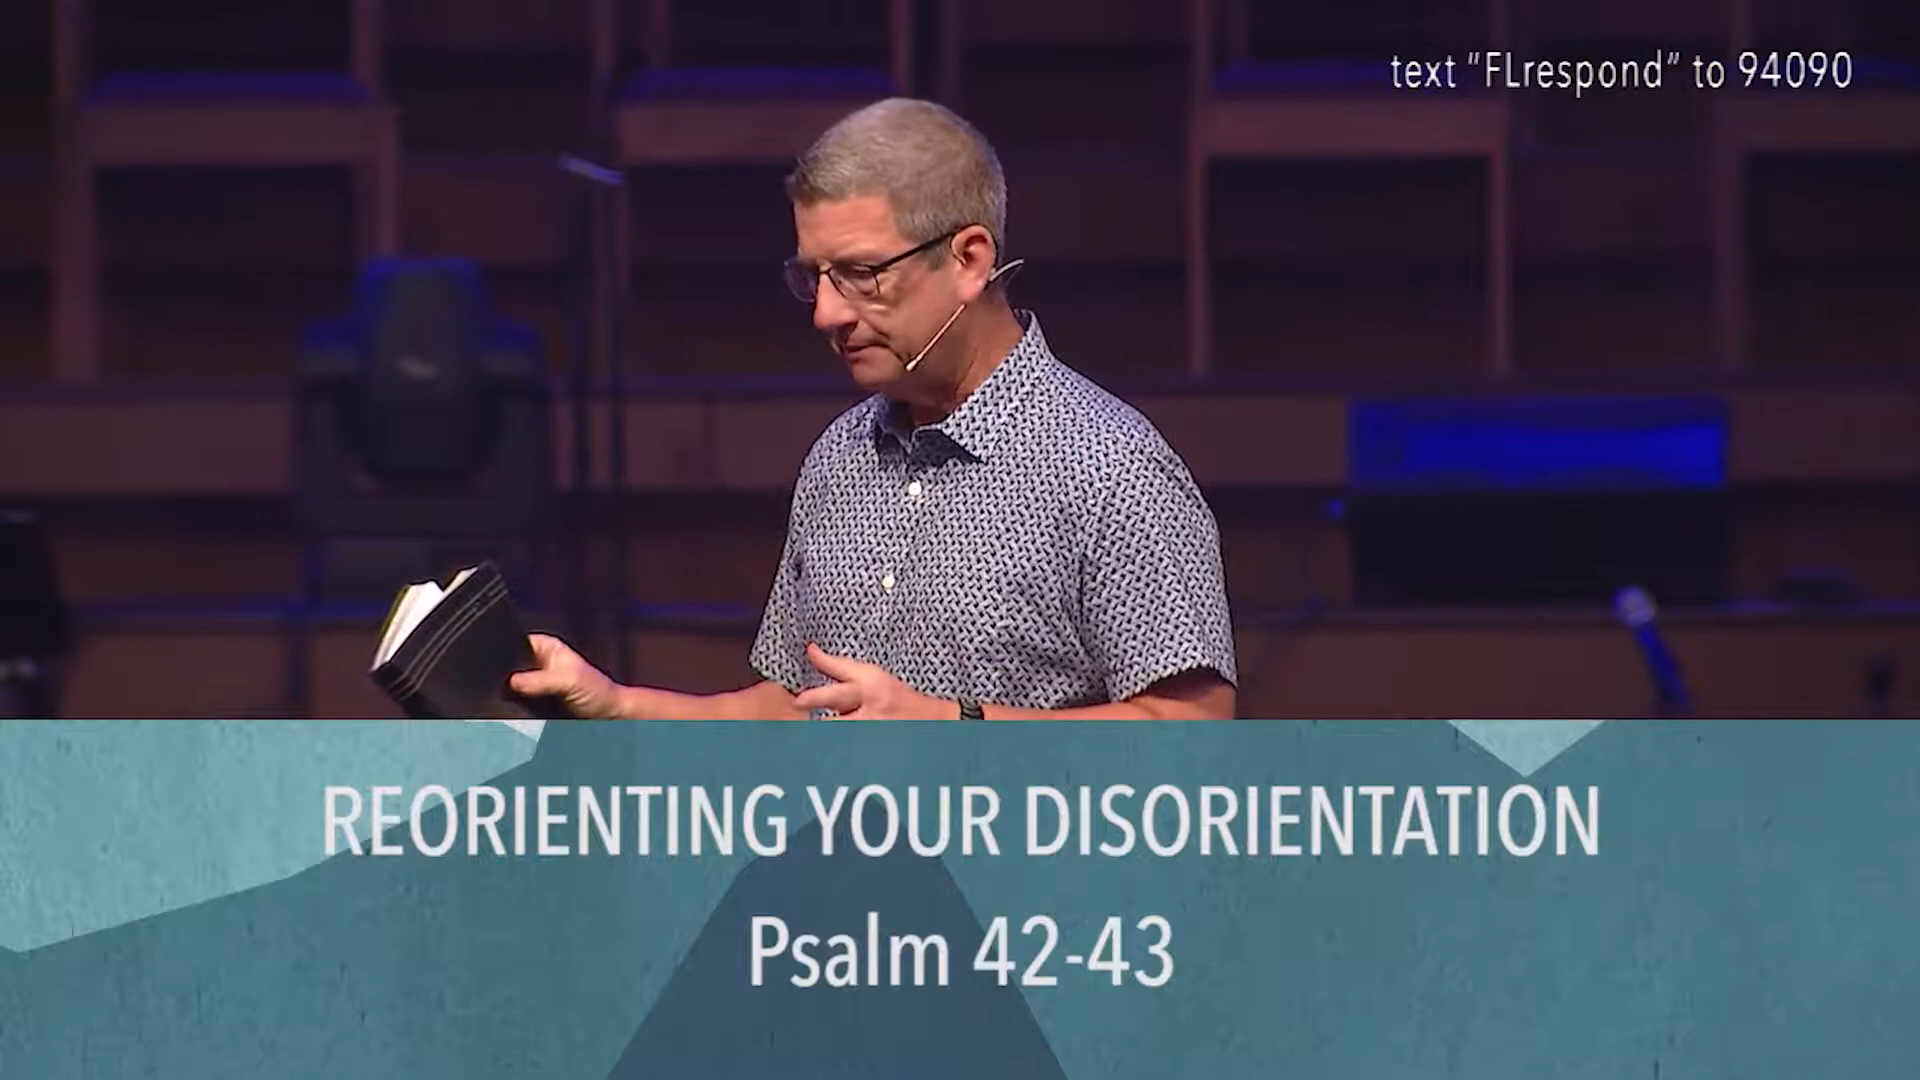 text "FLrespond" to 94090
REORIENTING YOUR DISORIENTATION
Psalm 42-43